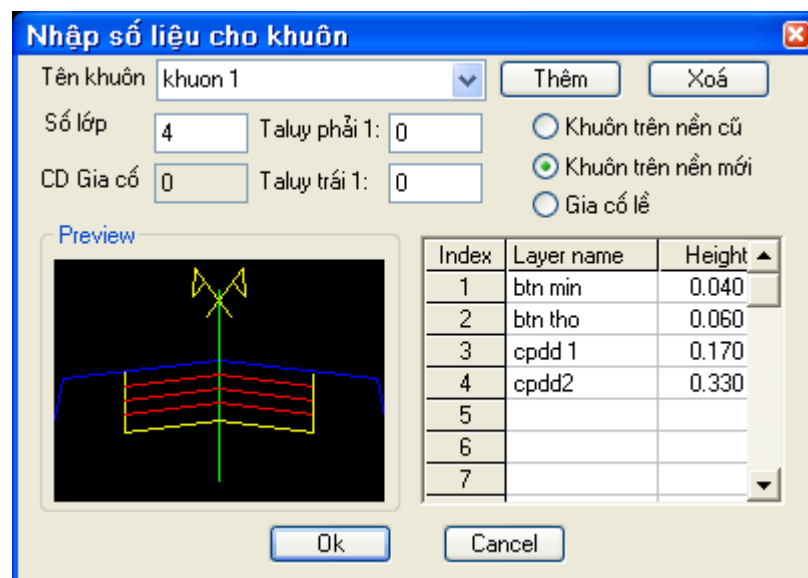 Nhập số liệu cho khuôn
Tên khuôn khuon 1 Thêm Xoá
Số lớp 4 Taluy phải 1: 0 Khuôn trên nền cũ
Khuôn trên nền mới
CD Gia cố 0 Taluy trái 1: 0
Gia cố lề
Preview
Index Layer name Height
1 btn min 0.040
2 btn tho 0.060
3 cpdd 1 0.170
4 cpdd2 0.330
5
6
7
Ok Cancel